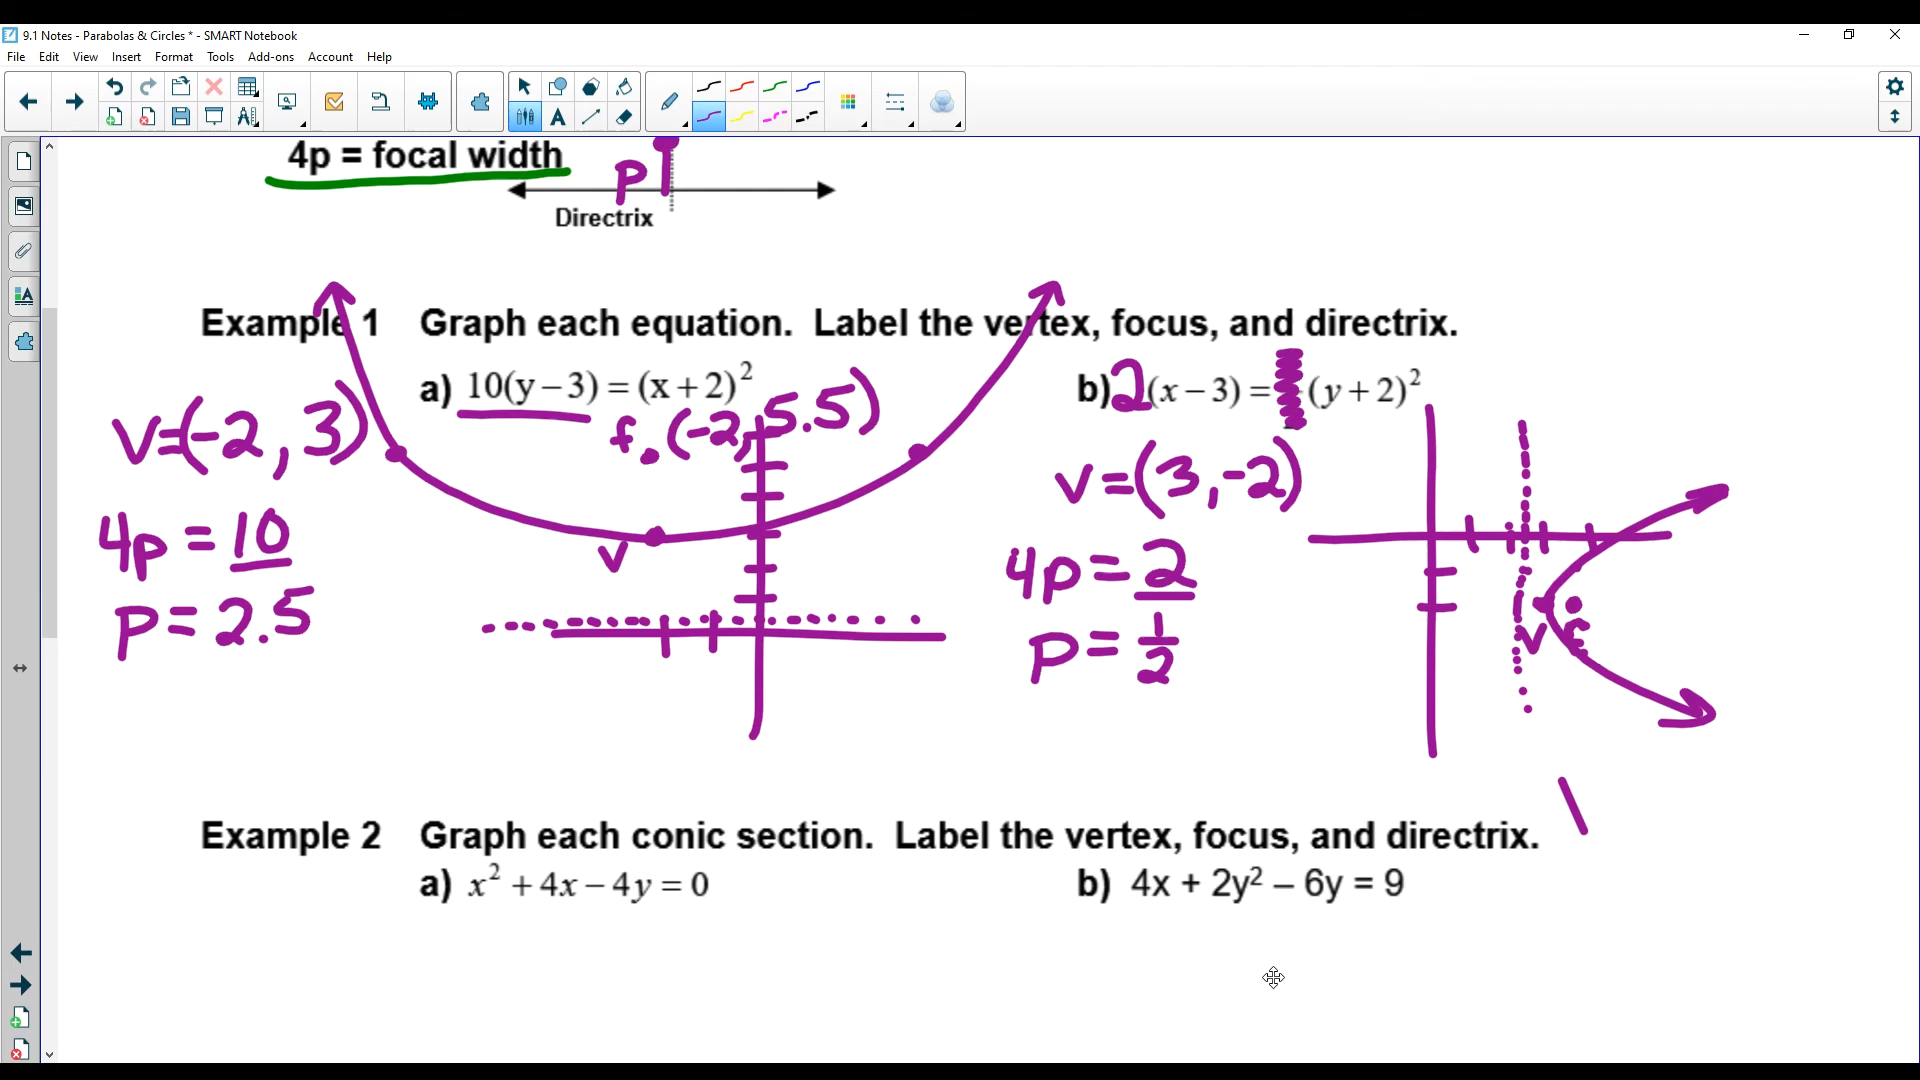 9.1 Notes - Parabolas & Circles * - SMART Notebook
File Edit View Insert Format Tools Add-ons Account Help
4p = focal width
p
Directrix
Example 1 Graph each equation. Label the vertex, focus, and directrix.
a) 10(y−3) = (x+2)²
b) 2(x−3) = (y+2)²
v=(-2, 3)
f (-2, 5.5)
v=(3,-2)
4p = 10
v
4p = 2
p = 2.5
p = 1/2
v f
Example 2 Graph each conic section. Label the vertex, focus, and directrix.
a) x² + 4x − 4y = 0
b) 4x + 2y² – 6y = 9